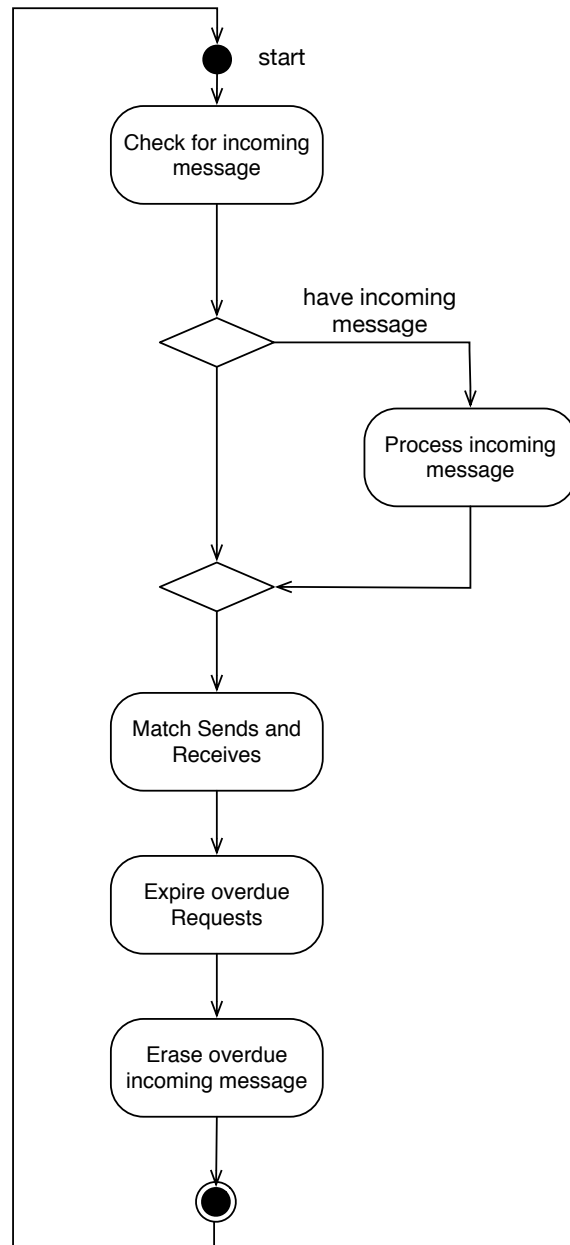 start
Check for incoming
message
have incoming
message
Process incoming
message
Match Sends and
Receives
Expire overdue
Requests
Erase overdue
incoming message